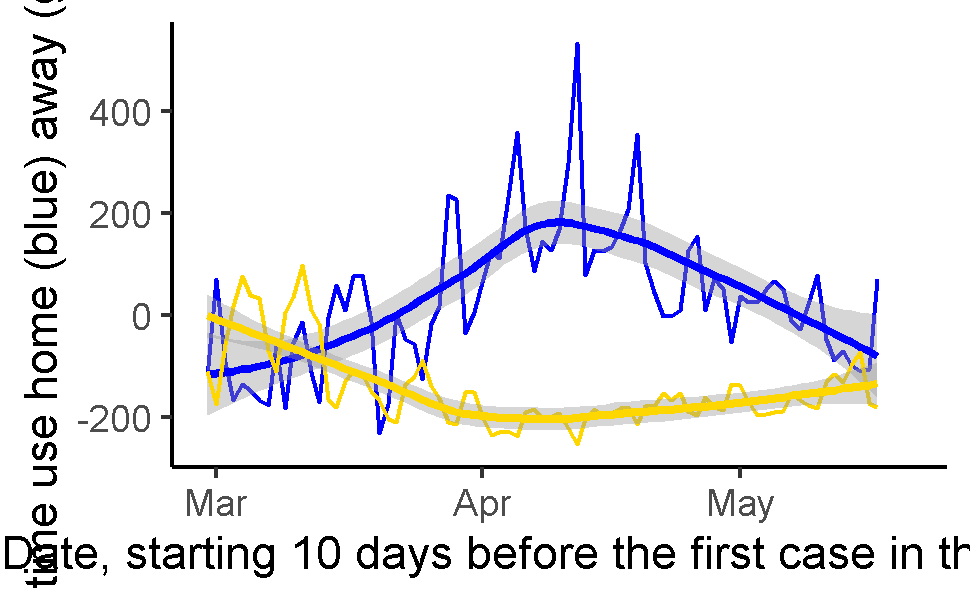 time use home (blue) away (
400
200
0
-200
Mar Apr May
Date, starting 10 days before the first case in th